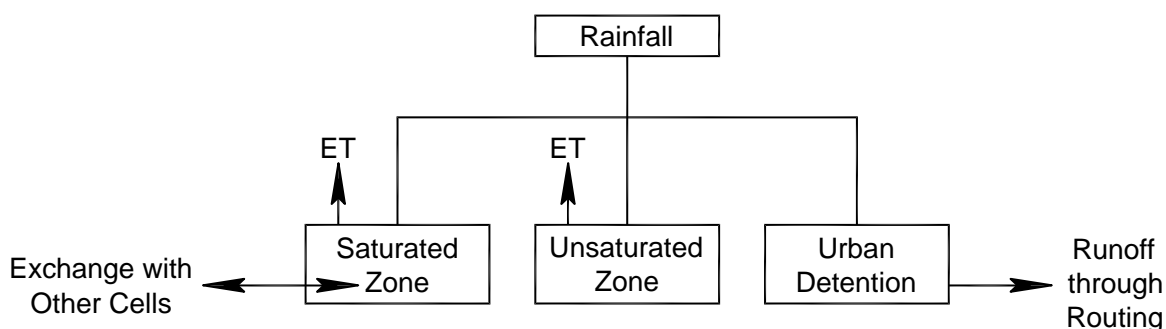 Rainfall
ET
ET
Saturated
Zone
Unsaturated
Zone
Urban
Detention
Exchange with
Other Cells
Runoff
through
Routing